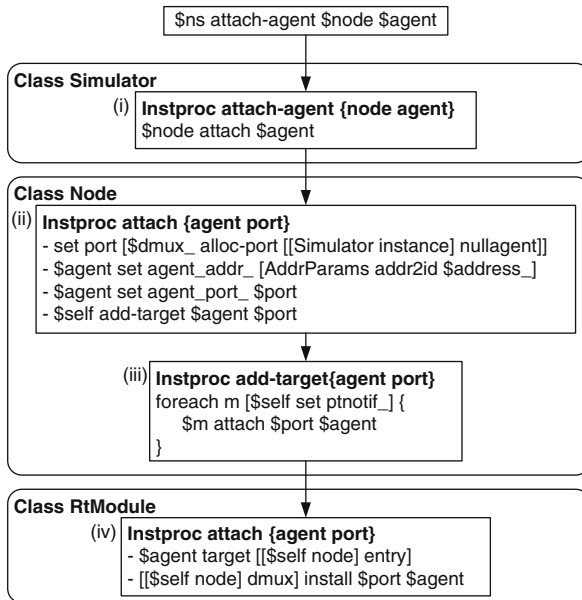 $ns attach-agent $node $agent
Class Simulator
(i) Instproc attach-agent {node agent}
$node attach $agent
Class Node
(ii) Instproc attach {agent port}
- set port [$dmux_ alloc-port [[Simulator instance] nullagent]]
- $agent set agent_addr_ [AddrParams addr2id $address_]
- $agent set agent_port_ $port
- $self add-target $agent $port
(iii) Instproc add-target{agent port}
foreach m [$self set ptnotif_] {
$m attach $port $agent
}
Class RtModule
(iv) Instproc attach {agent port}
- $agent target [[$self node] entry]
- [[$self node] dmux] install $port $agent